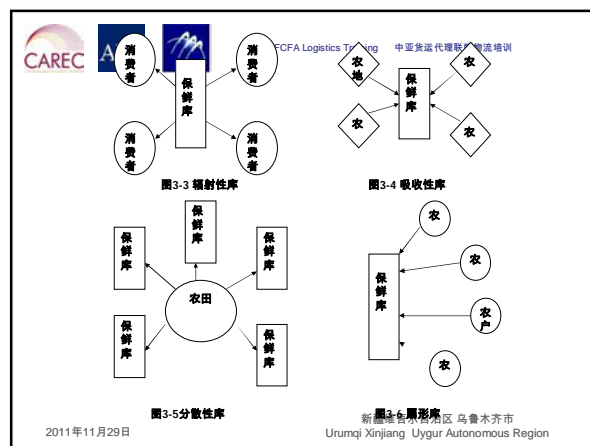 CAREC
FCFA Logistics Training 中亚货运代理联 物流培训
消费者
消费者
保鲜库
消费者
消费者
图3-3 辐射性库
农地
农
保鲜库
农
农
图3-4 吸收性库
保鲜库
保鲜库
保鲜库
农田
保鲜库
保鲜库
图3-5分散性库
农
农
保鲜库
农户
农
图3-6 扇形库
2011年11月29日
新疆维吾尔自治区 乌鲁木齐市
Urumqi Xinjiang Uygur Autonomous Region